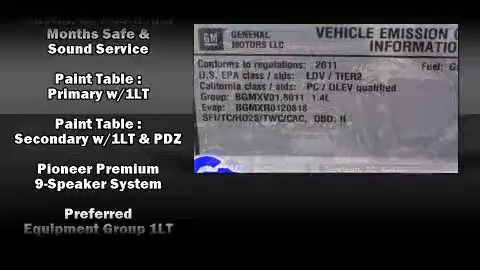 Months Safe &
Sound Service
Paint Table :
Primary w/1LT
Paint Table :
Secondary w/1LT & PDZ
Pioneer Premium
9-Speaker System
Preferred
Equipment Group 1LT
GM
GENERAL
MOTORS LLC
VEHICLE EMISSION C
INFORMATIO
Conforms to regulations: 2011
Fuel: Ga
U.S. EPA class / stds: LDV / TIER2
California class / stds: PC / ULEV qualified
Group: BGMXV01.8011 1.4L
Evap: BGMXR0120818
SFI/TC/HO2S/TWC/CAC, OBD: II